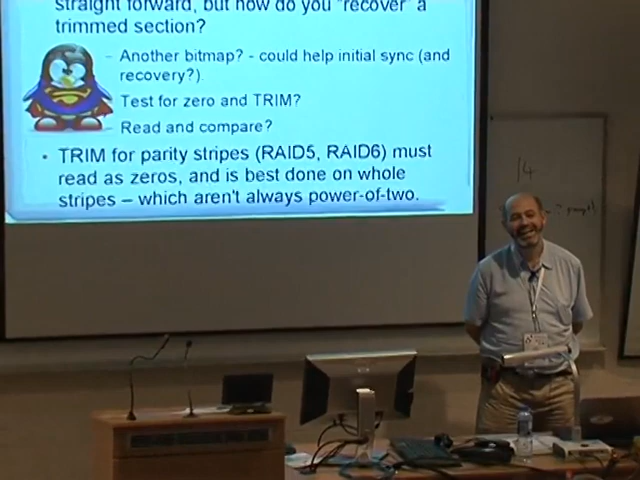 straight forward, but how do you "recover" a
trimmed section?
– Another bitmap? - could help initial sync (and
recovery?)
Test for zero and TRIM?
Read and compare?
• TRIM for parity stripes (RAID5, RAID6) must
read as zeros, and is best done on whole
stripes – which aren't always power-of-two.
14